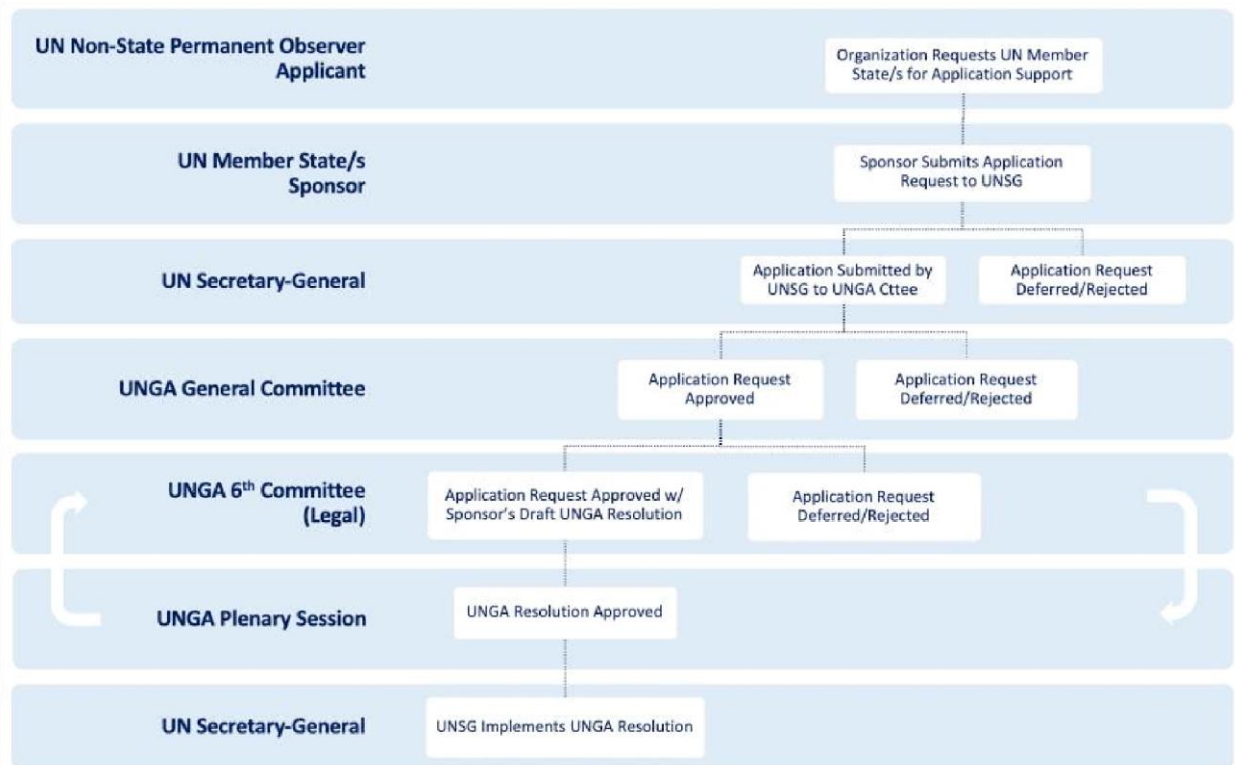 UN Non-State Permanent Observer
Applicant
Organization Requests UN Member
State/s for Application Support
UN Member State/s
Sponsor
Sponsor Submits Application
Request to UNSG
UN Secretary-General
Application Submitted by
UNSG to UNGA Cttee
Application Request
Deferred/Rejected
UNGA General Committee
Application Request
Approved
Application Request
Deferred/Rejected
UNGA 6th Committee
(Legal)
Application Request Approved w/
Sponsor's Draft UNGA Resolution
Application Request
Deferred/Rejected
UNGA Plenary Session
UNGA Resolution Approved
UN Secretary-General
UNSG Implements UNGA Resolution